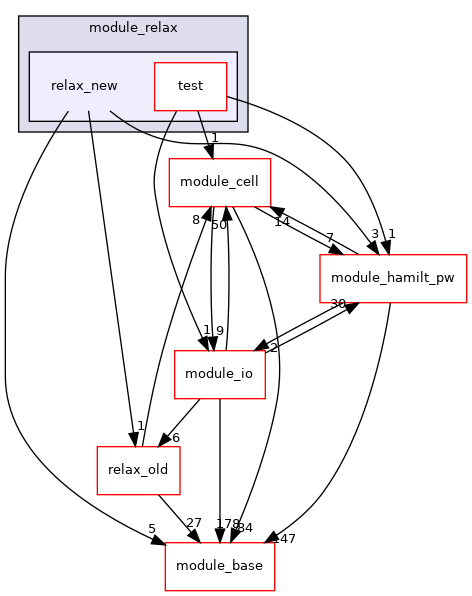 module_relax
relax_new
test
1
module_cell
8
50
14
7
3
1
module_hamilt_pw
30
1
9
2
module_io
1
6
relax_old
27
178
84
147
5
module_base